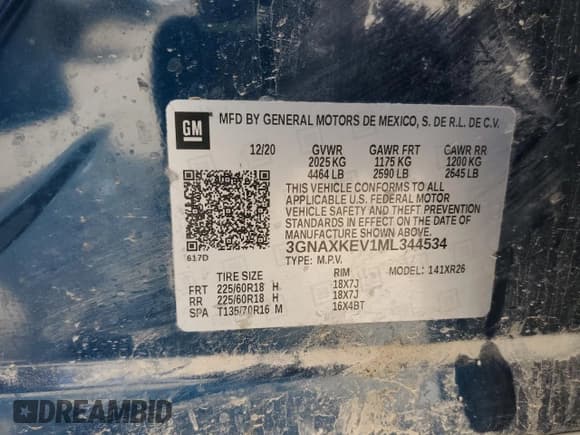 GM
MFD BY GENERAL MOTORS DE MEXICO, S. DE R.L. DE C.V.
12/20 GVWR GAWR FRT GAWR RR
2025 KG 1175 KG 1200 KG
4464 LB 2590 LB 2645 LB
THIS VEHICLE CONFORMS TO ALL
APPLICABLE U.S. FEDERAL MOTOR
VEHICLE SAFETY AND THEFT PREVENTION
STANDARDS IN EFFECT ON THE DATE OF
MANUFACTURE SHOWN ABOVE.
617D
3GNAXKEV1ML344534
TYPE: M.P.V. MODEL: 141XR26
TIRE SIZE RIM
FRT 225/60R18 H 18X7J
RR 225/60R18 H 18X7J
SPA T135/70R16 M 16X4BT
DREAMBID